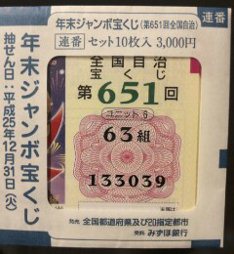 連番
年末ジャンボ宝くじ(第651回全国自治)
連番 セット10枚入 3,000円
年末ジャンボ宝くじ
抽せん日:平成25年12月31日(火)
全国自治
宝くじ
第651回
ユニット 6
63組
133039
発売 全国都道府県及び20指定都市
受託 みずほ銀行